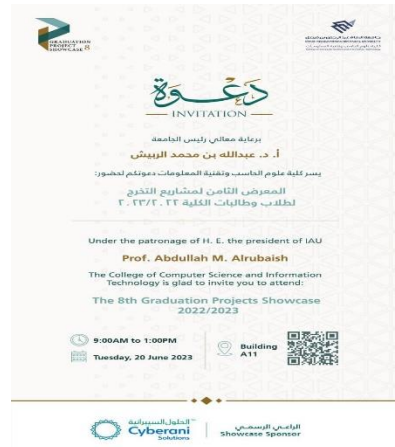 GRADUATION
PROJECT
SHOWCASE 8
دعوة
INVITATION
برعاية معالي رئيس الجامعة
أ. د. عبدالله بن محمد الربيش
يسر كلية علوم الحاسب وتقنية المعلومات دعوتكم لحضور:
المعرض الثامن لمشاريع التخرج
لطلاب وطالبات الكلية ٢٠٢٣/٢٠٢٢
Under the patronage of H. E. the president of IAU
Prof. Abdullah M. Alrubaish
The College of Computer Science and Information
Technology is glad to invite you to attend:
The 8th Graduation Projects Showcase
2022/2023
9:00AM to 1:00PM
Tuesday, 20 June 2023
Building
A11
الحلول السيبرانية
Cyberani
Solutions
الراعي الرسمي
Showcase Sponsor